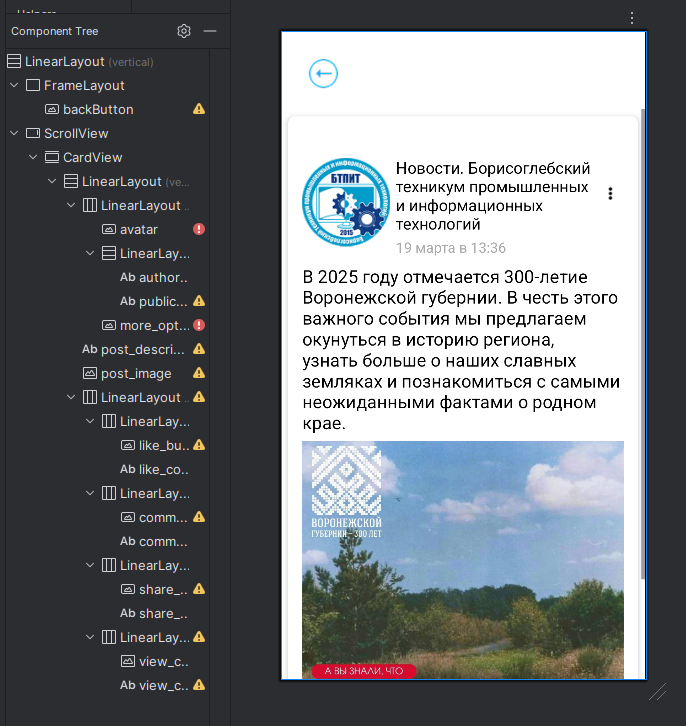 Component Tree
LinearLayout (vertical)
FrameLayout
backButton
ScrollView
CardView
LinearLayout (ve...
LinearLayout ..
avatar
LinearLay...
Ab author..
Ab public...
more_opt...
Ab post_descri...
post_image
LinearLayout ..
LinearLay...
like_bu..
Ab like_co...
LinearLay...
comm...
Ab comm...
LinearLay...
share_..
Ab share_...
LinearLay...
view_c...
Ab view_c...
БТПИТ
2015
Новости. Борисоглебский
техникум промышленных
и информационных
технологий
19 марта в 13:36
В 2025 году отмечается 300-летие
Воронежской губернии. В честь этого
важного события мы предлагаем
окунуться в историю региона,
узнать больше о наших славных
земляках и познакомиться с самыми
неожиданными фактами о родном
крае.
ВОРОНЕЖСКОЙ
ГУБЕРНИИ–300 ЛЕТ
А ВЫ ЗНАЛИ, ЧТО